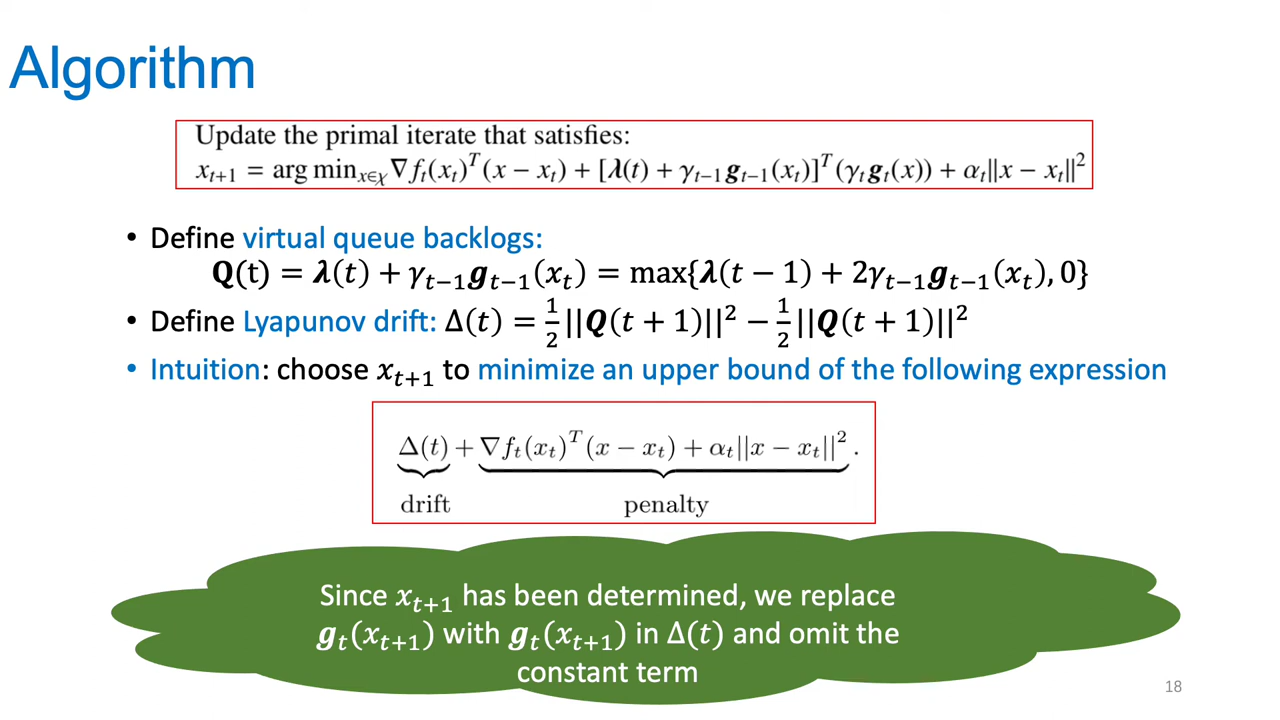 Algorithm
Update the primal iterate that satisfies:
x_{t+1} = arg min_{x∈χ} ∇f_t(x_t)^T(x − x_t) + [λ(t) + γ_{t−1}g_{t−1}(x_t)]^T(γ_t g_t(x)) + α_t||x − x_t||^2
• Define virtual queue backlogs:
Q(t) = λ(t) + γ_{t−1}g_{t−1}(x_t) = max{λ(t − 1) + 2γ_{t−1}g_{t−1}(x_t), 0}
• Define Lyapunov drift: Δ(t) = 1/2||Q(t + 1)||^2 − 1/2||Q(t + 1)||^2
• Intuition: choose x_{t+1} to minimize an upper bound of the following expression
Δ(t) + ∇f_t(x_t)^T(x − x_t) + α_t||x − x_t||^2.
drift penalty
Since x_{t+1} has been determined, we replace
g_t(x_{t+1}) with g_t(x_{t+1}) in Δ(t) and omit the
constant term
18